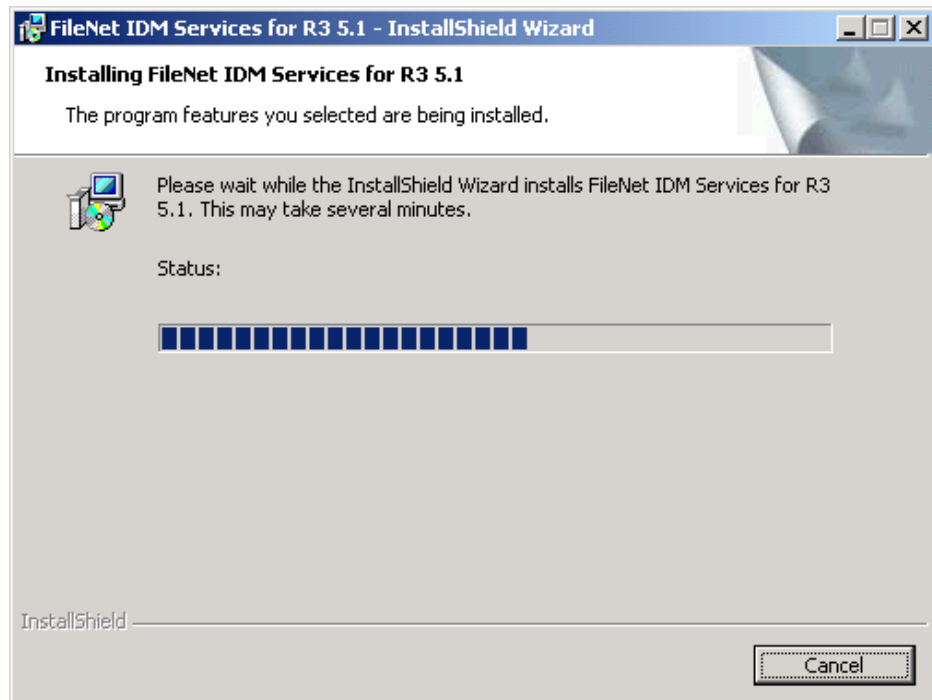 FileNet IDM Services for R3 5.1 - InstallShield Wizard
Installing FileNet IDM Services for R3 5.1
The program features you selected are being installed.
Please wait while the InstallShield Wizard installs FileNet IDM Services for R3
5.1. This may take several minutes.
Status:
InstallShield
Cancel